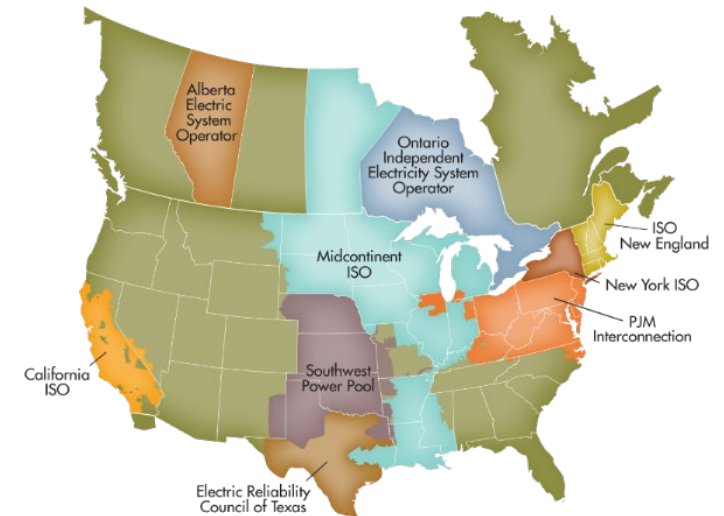 Alberta
Electric
System
Operator
Ontario
Independent
Electricity System
Operator
ISO
New England
Midcontinent
ISO
New York ISO
PJM
Interconnection
California
ISO
Southwest
Power Pool
Electric Reliability
Council of Texas